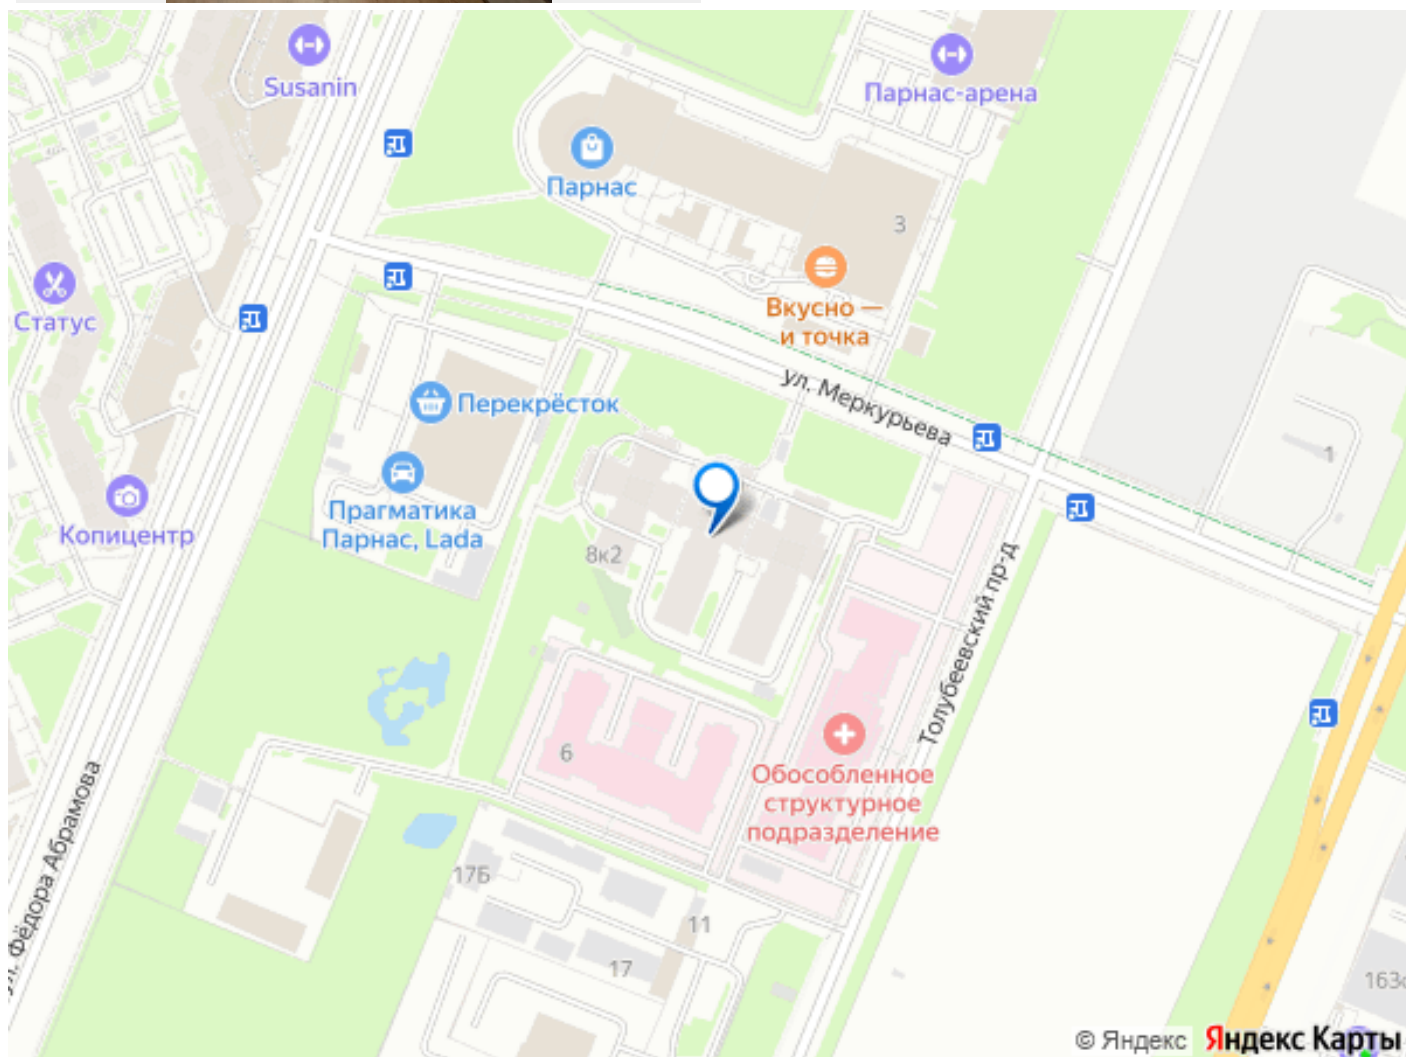 Susanin
Парнас-арена
Парнас
3
Вкусно —
и точка
Статус
ул. Меркурьева
Перекрёсток
1
Прагматика
Парнас, Lada
Копицентр
8к2
Толубеевский пр-д
6
Обособленное
структурное
подразделение
ул. Фёдора Абрамова
17Б
11
17
© Яндекс Яндекс Карты